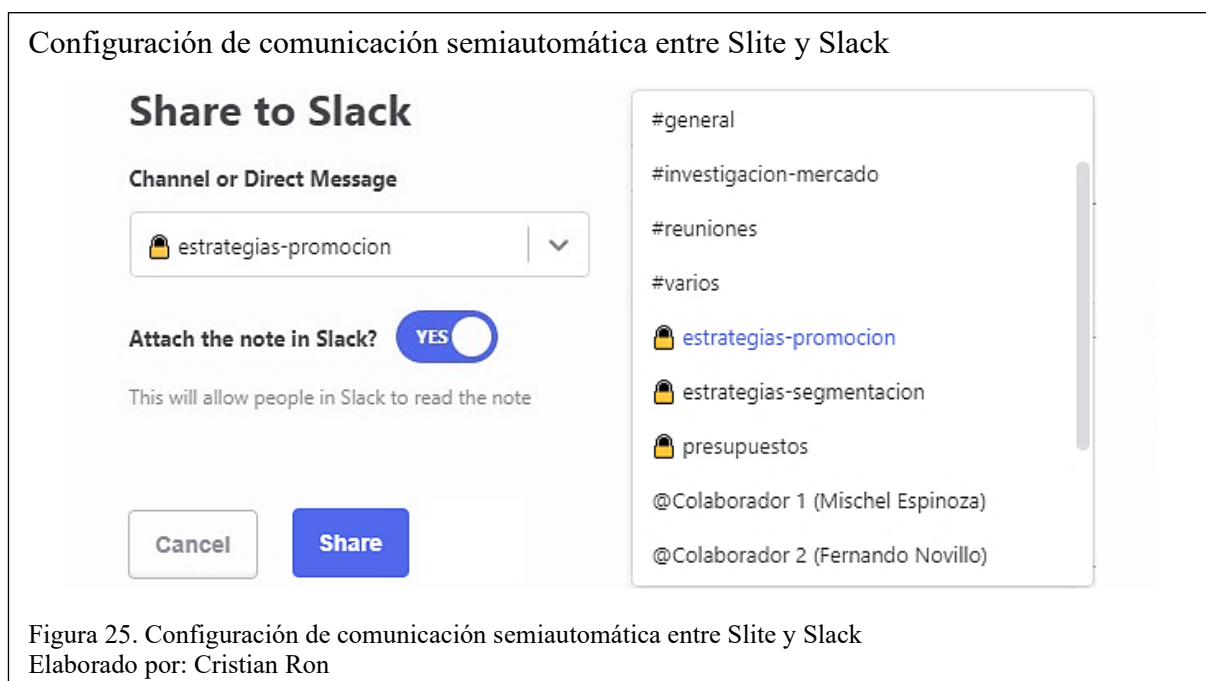 Configuración de comunicación semiautomática entre Slite y Slack
Share to Slack
Channel or Direct Message
estrategias-promocion
Attach the note in Slack? YES
This will allow people in Slack to read the note
Cancel
Share
#general
#investigacion-mercado
#reuniones
#varios
estrategias-promocion
estrategias-segmentacion
presupuestos
@Colaborador 1 (Mischel Espinoza)
@Colaborador 2 (Fernando Novillo)
Figura 25. Configuración de comunicación semiautomática entre Slite y Slack
Elaborado por: Cristian Ron